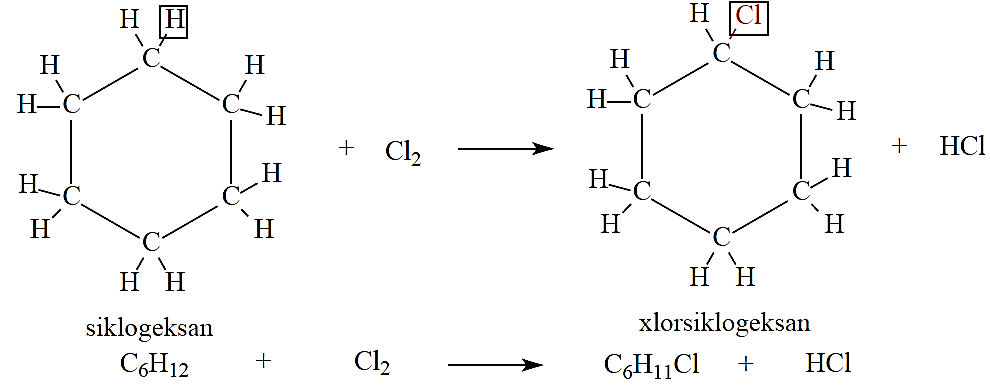 H H H Cl
H C H H C H
H C C H H C C H
+ Cl₂ + HCl
H C C H H C C H
H C H H C H
H H H H
siklogeksan xlorsiklogeksan
C₆H₁₂ + Cl₂ C₆H₁₁Cl + HCl